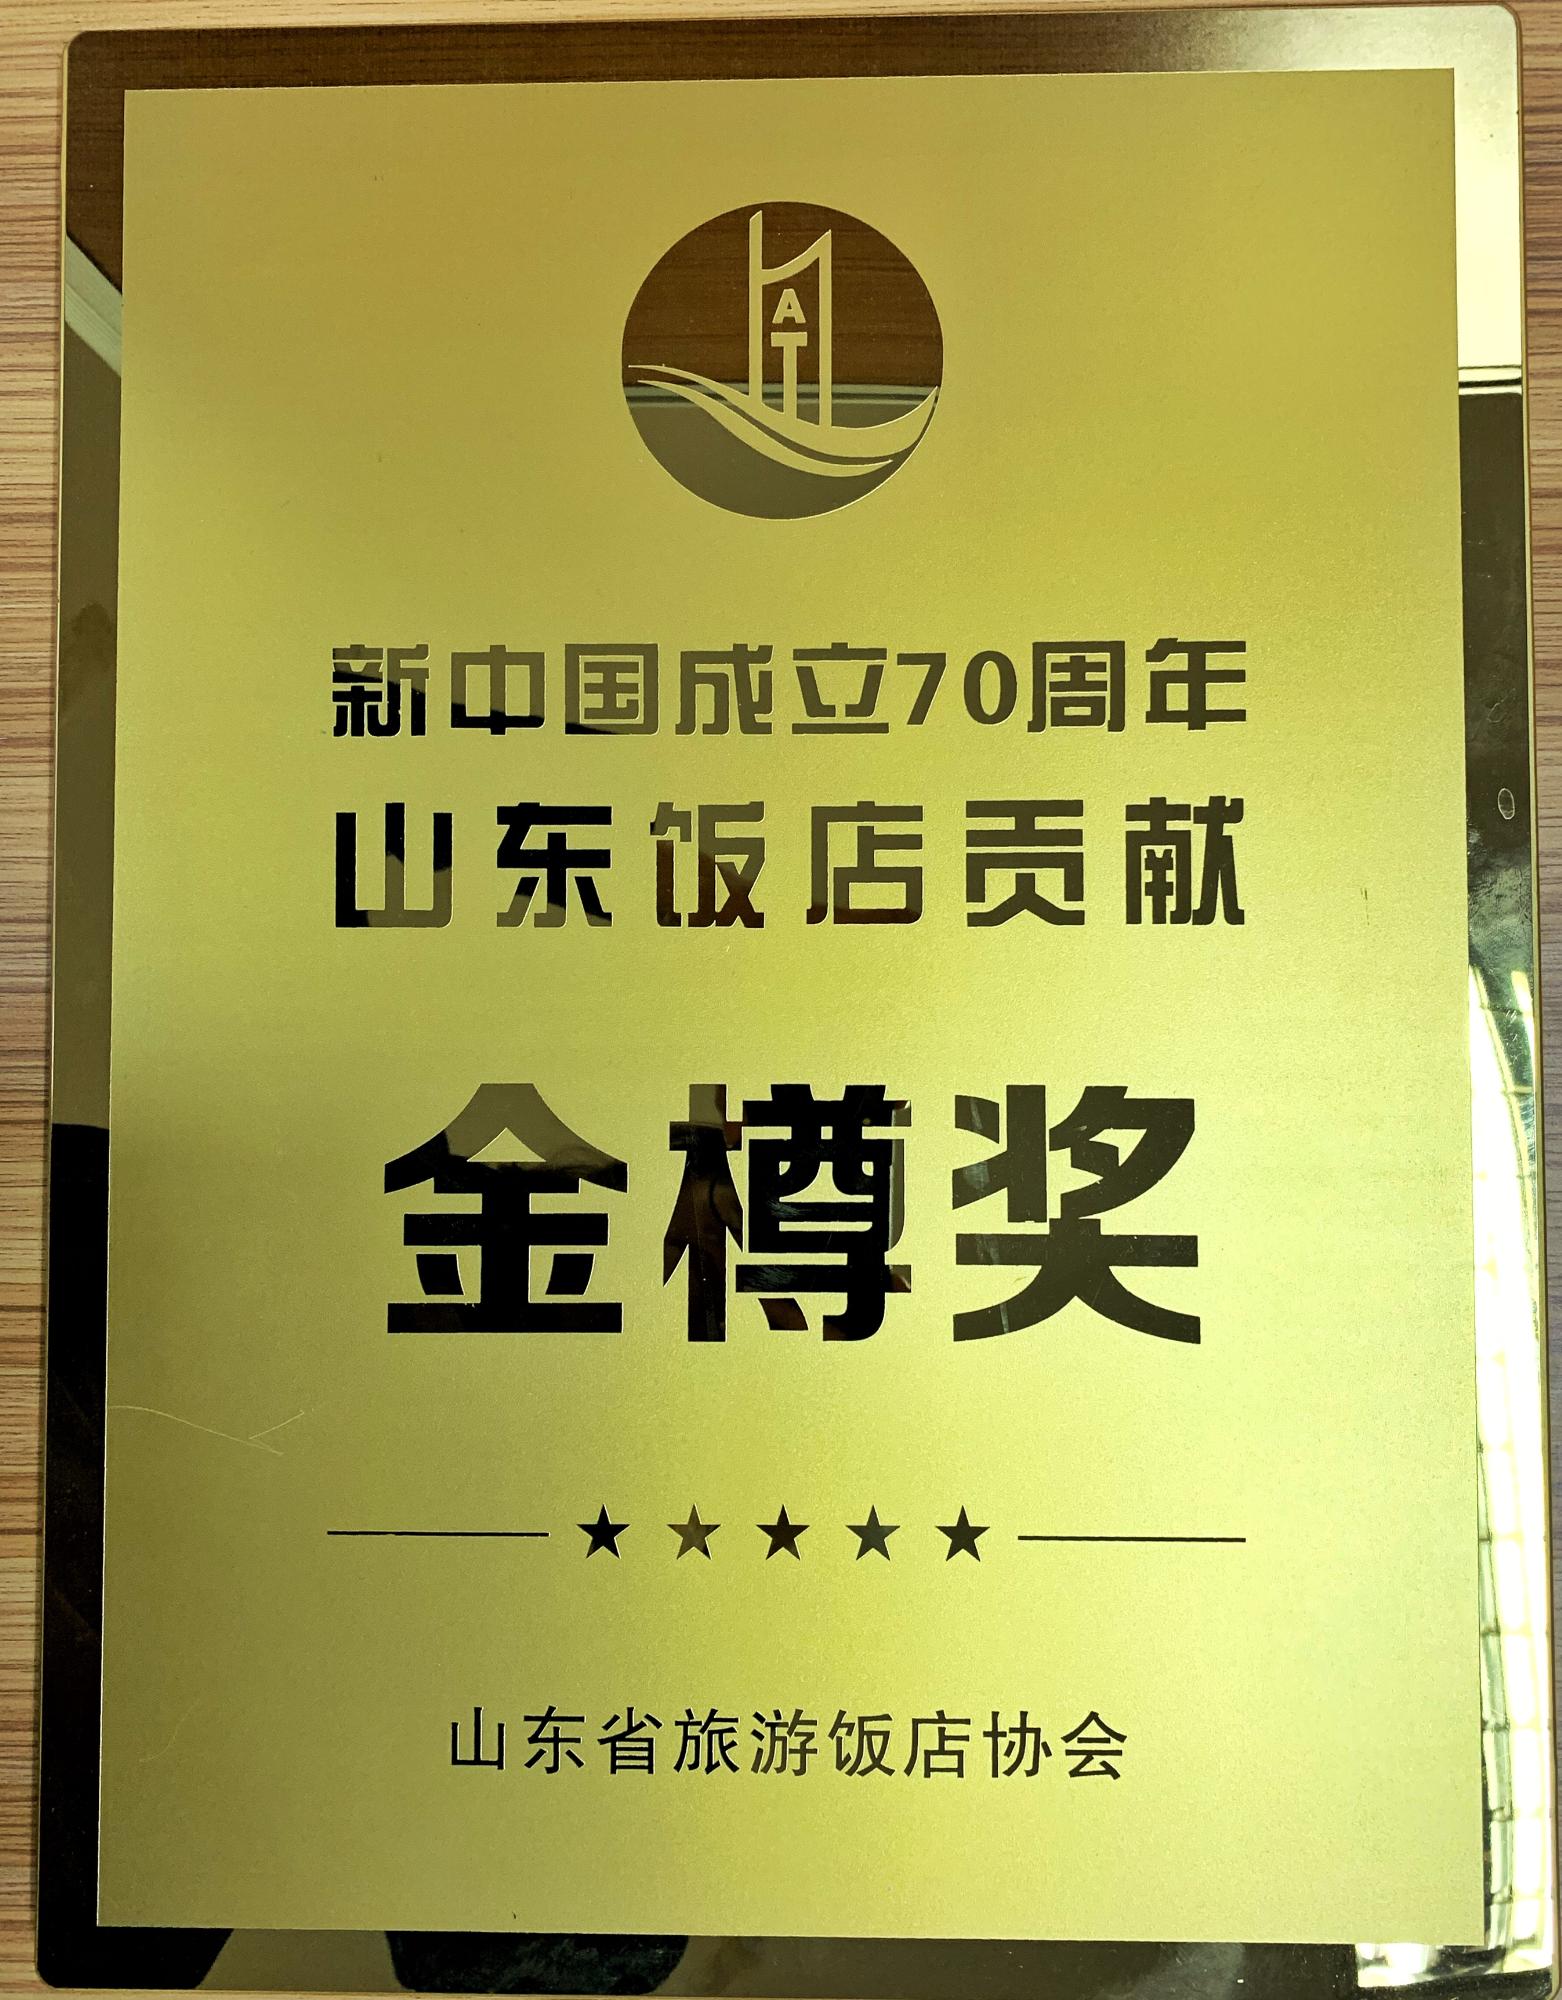 A
T
新中国成立70周年
山东饭店贡献
金樽奖
山东省旅游饭店协会